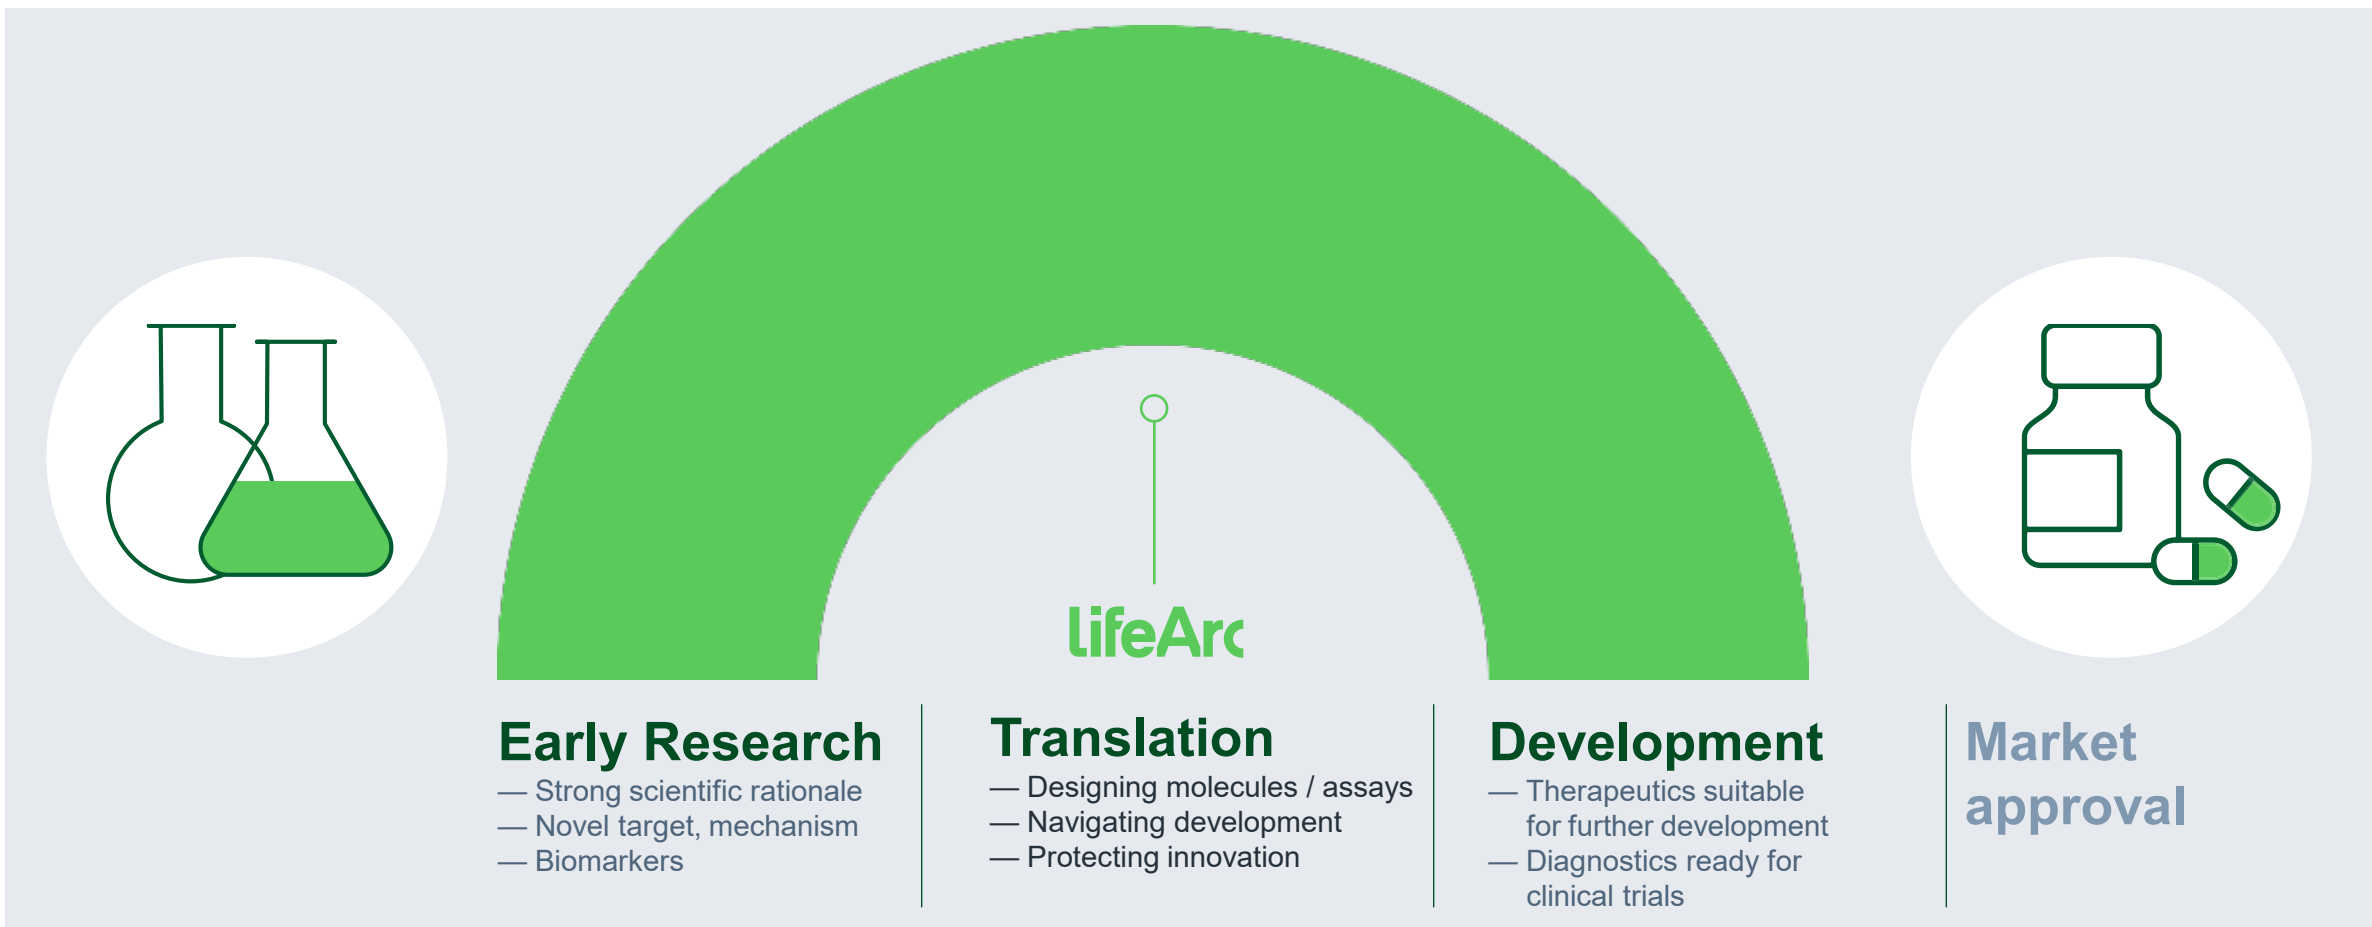 lifeArc
Early Research
— Strong scientific rationale
— Novel target, mechanism
— Biomarkers
Translation
— Designing molecules / assays
— Navigating development
— Protecting innovation
Development
— Therapeutics suitable
for further development
— Diagnostics ready for
clinical trials
Market
approval